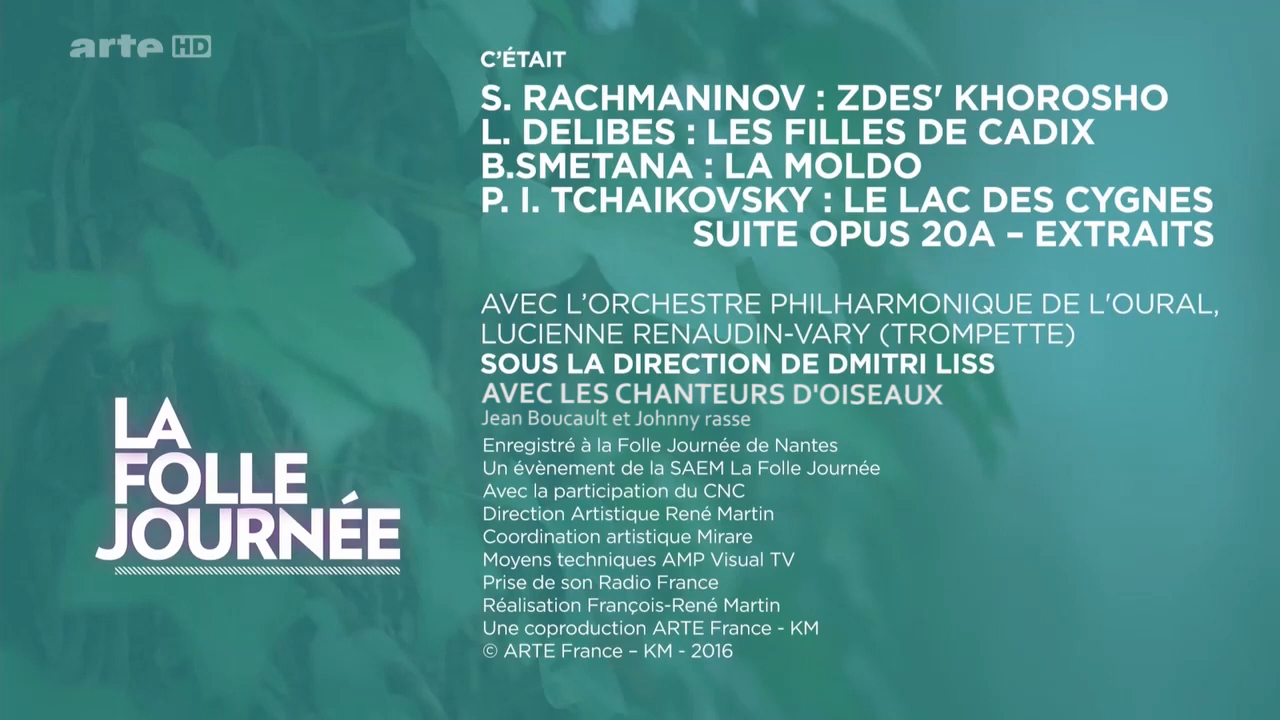 arte HD
C'ÉTAIT
S. RACHMANINOV : ZDES' KHOROSHO
L. DELIBES : LES FILLES DE CADIX
B.SMETANA : LA MOLDO
P. I. TCHAIKOVSKY : LE LAC DES CYGNES
SUITE OPUS 20A – EXTRAITS
AVEC L’ORCHESTRE PHILHARMONIQUE DE L'OURAL,
LUCIENNE RENAUDIN-VARY (TROMPETTE)
SOUS LA DIRECTION DE DMITRI LISS
AVEC LES CHANTEURS D'OISEAUX
Jean Boucault et Johnny rasse
Enregistré à la Folle Journée de Nantes
Un évènement de la SAEM La Folle Journée
Avec la participation du CNC
Direction Artistique René Martin
Coordination artistique Mirare
Moyens techniques AMP Visual TV
Prise de son Radio France
Réalisation François-René Martin
Une coproduction ARTE France - KM
© ARTE France – KM - 2016
LA
FOLLE
JOURNÉE